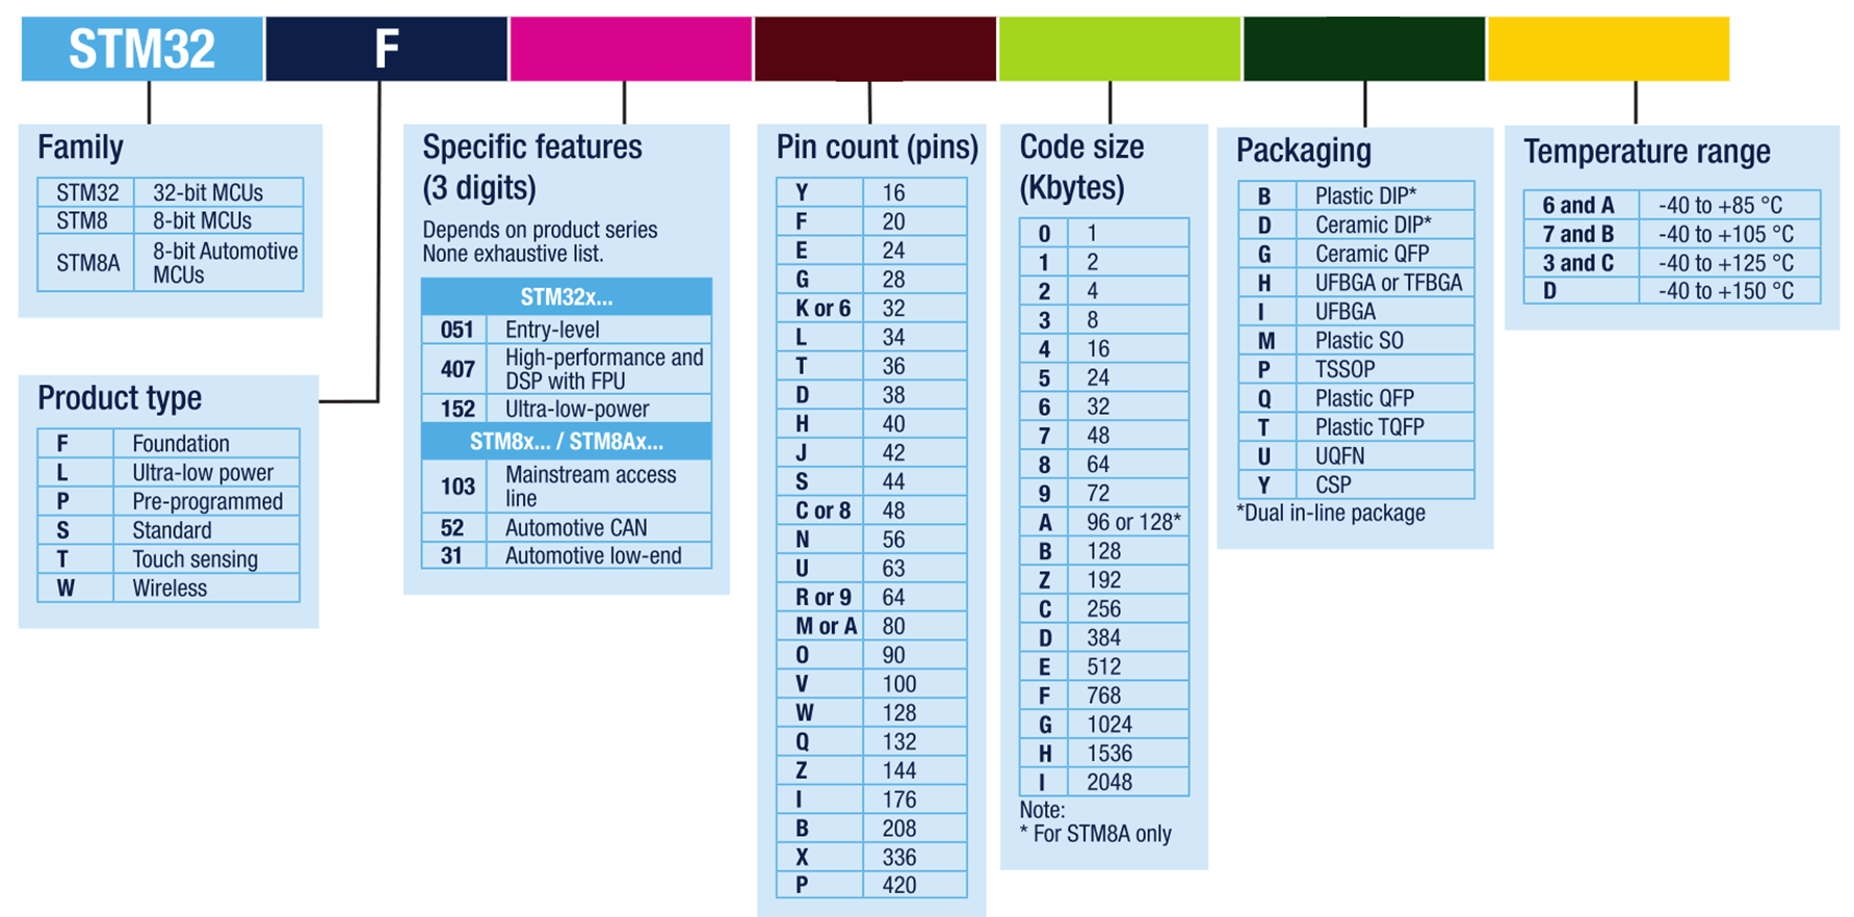 STM32 F
Family
STM32 32-bit MCUs
STM8 8-bit MCUs
STM8A 8-bit Automotive
MCUs
Product type
F Foundation
L Ultra-low power
P Pre-programmed
S Standard
T Touch sensing
W Wireless
Specific features
(3 digits)
Depends on product series
None exhaustive list.
STM32x...
051 Entry-level
407 High-performance and
DSP with FPU
152 Ultra-low-power
STM8x... / STM8Ax...
103 Mainstream access
line
52 Automotive CAN
31 Automotive low-end
Pin count (pins)
Y 16
F 20
E 24
G 28
K or 6 32
L 34
T 36
D 38
H 40
J 42
S 44
C or 8 48
N 56
U 63
R or 9 64
M or A 80
O 90
V 100
W 128
Q 132
Z 144
I 176
B 208
X 336
P 420
Code size
(Kbytes)
0 1
1 2
2 4
3 8
4 16
5 24
6 32
7 48
8 64
9 72
A 96 or 128*
B 128
Z 192
C 256
D 384
E 512
F 768
G 1024
H 1536
I 2048
Note:
* For STM8A only
Packaging
B Plastic DIP*
D Ceramic DIP*
G Ceramic QFP
H UFBGA or TFBGA
I UFBGA
M Plastic SO
P TSSOP
Q Plastic QFP
T Plastic TQFP
U UQFN
Y CSP
*Dual in-line package
Temperature range
6 and A -40 to +85 °C
7 and B -40 to +105 °C
3 and C -40 to +125 °C
D -40 to +150 °C